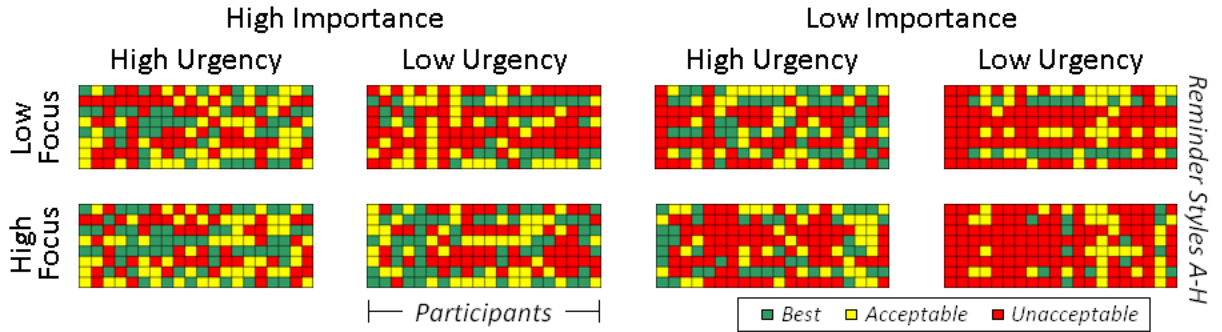 High Importance
Low Importance
High Urgency
Low Urgency
High Urgency
Low Urgency
Low
Focus
High
Focus
Reminder Styles A-H
Participants
Best
Acceptable
Unacceptable